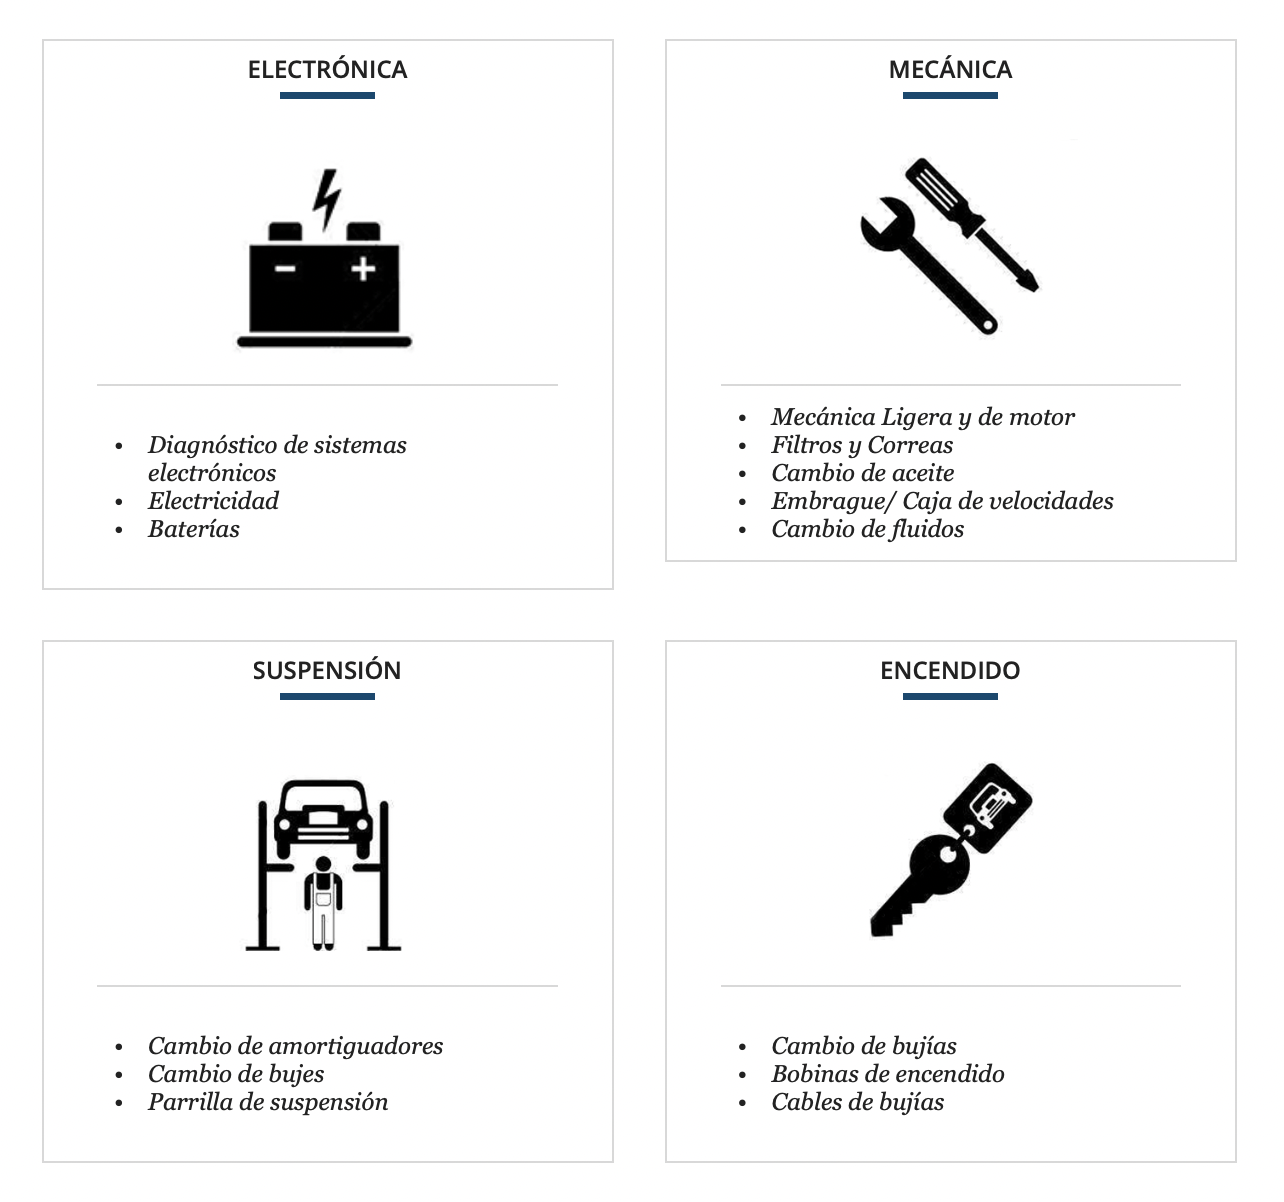 ELECTRÓNICA
- +
• Diagnóstico de sistemas
electrónicos
• Electricidad
• Baterías
MECÁNICA
• Mecánica Ligera y de motor
• Filtros y Correas
• Cambio de aceite
• Embrague/ Caja de velocidades
• Cambio de fluidos
SUSPENSIÓN
• Cambio de amortiguadores
• Cambio de bujes
• Parrilla de suspensión
ENCENDIDO
• Cambio de bujías
• Bobinas de encendido
• Cables de bujías